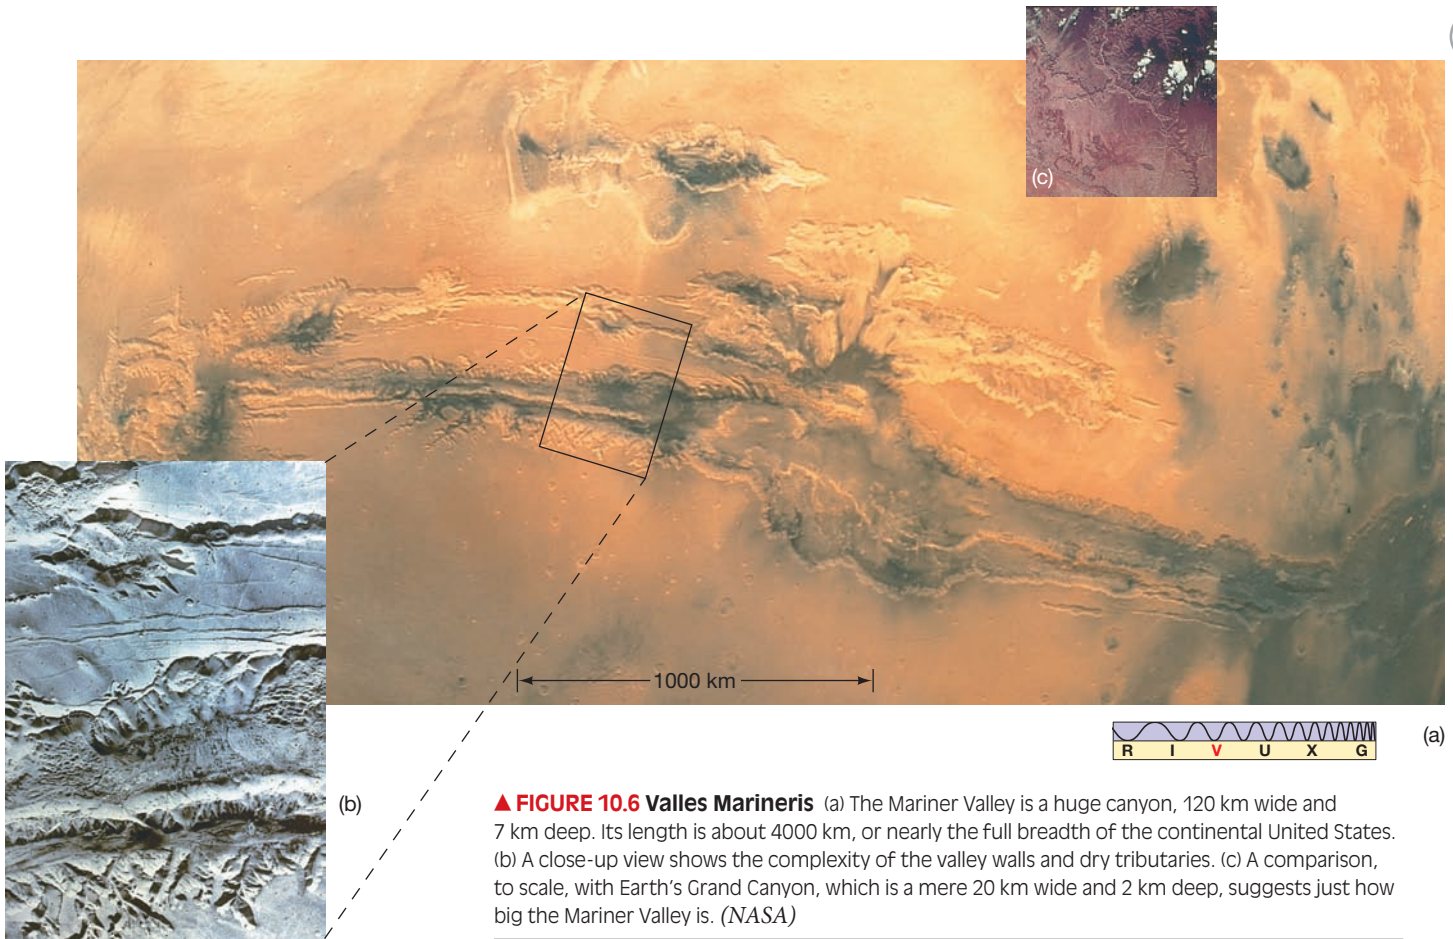 (c)
1000 km
R I V U X G
(a)
(b)
▲ FIGURE 10.6 Valles Marineris (a) The Mariner Valley is a huge canyon, 120 km wide and
7 km deep. Its length is about 4000 km, or nearly the full breadth of the continental United States.
(b) A close-up view shows the complexity of the valley walls and dry tributaries. (c) A comparison,
to scale, with Earth's Grand Canyon, which is a mere 20 km wide and 2 km deep, suggests just how
big the Mariner Valley is. (NASA)